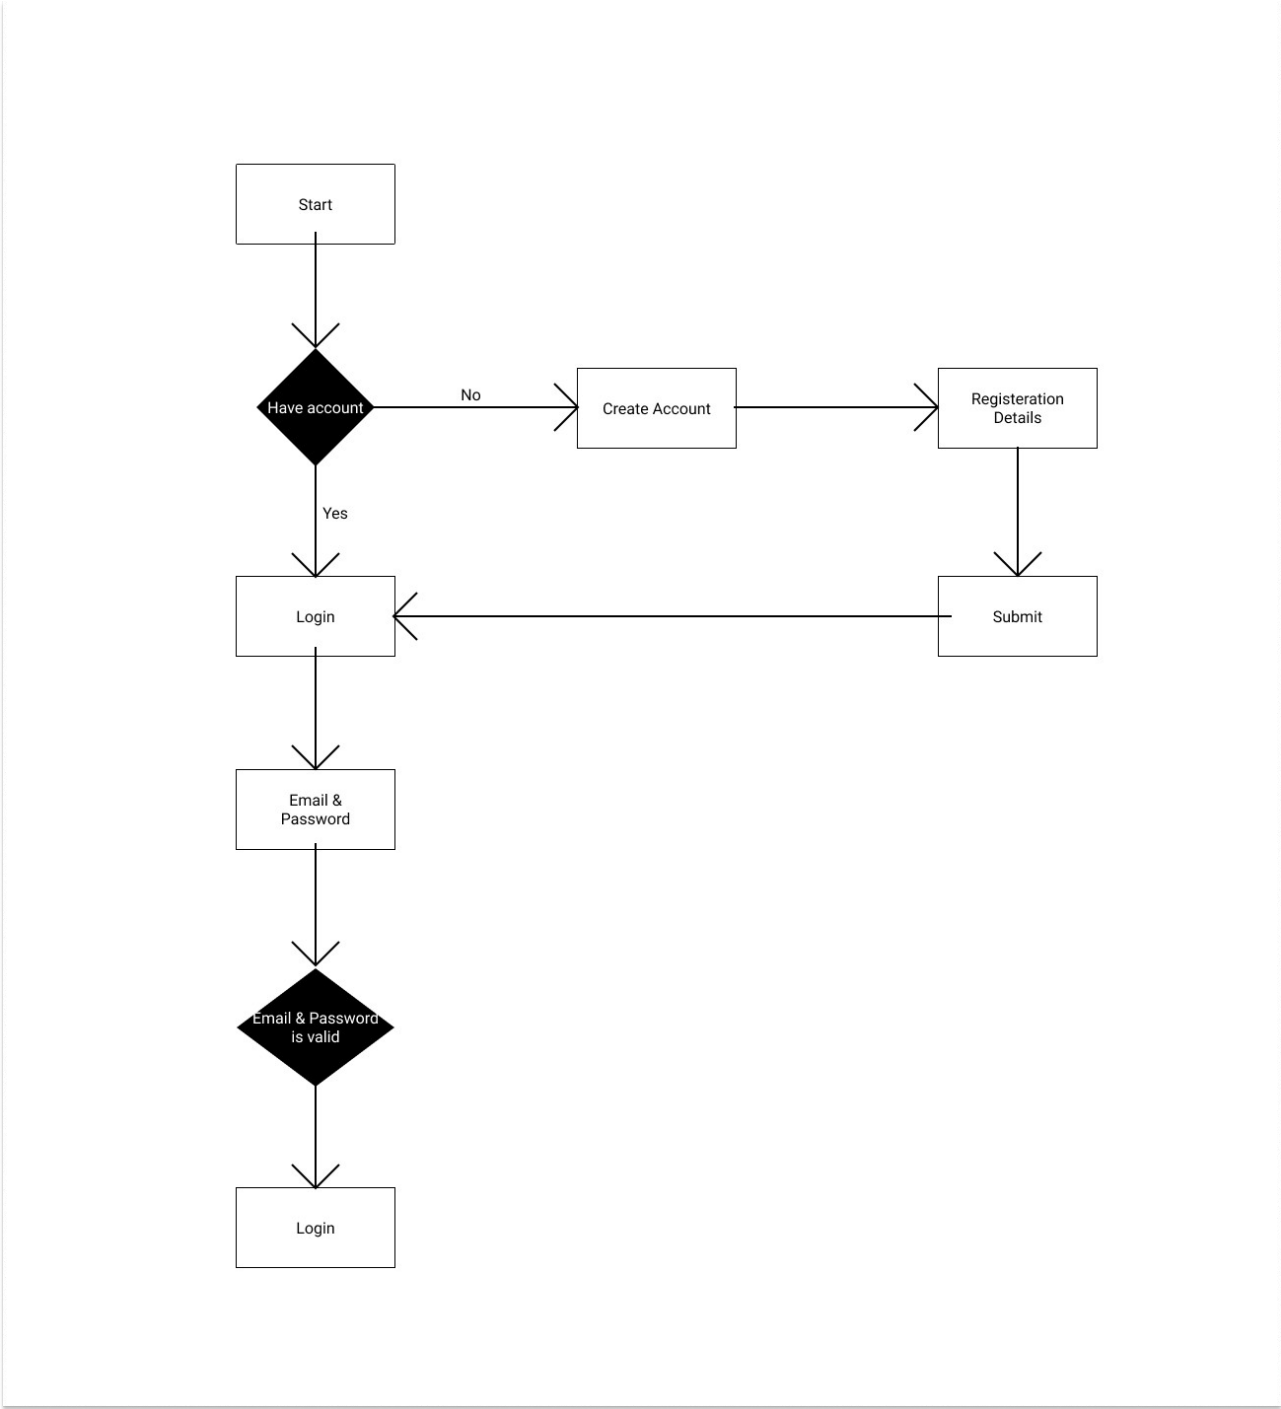 Start
Have account
No
Create Account
Registeration
Details
Yes
Login
Submit
Email &
Password
Email & Password
is valid
Login